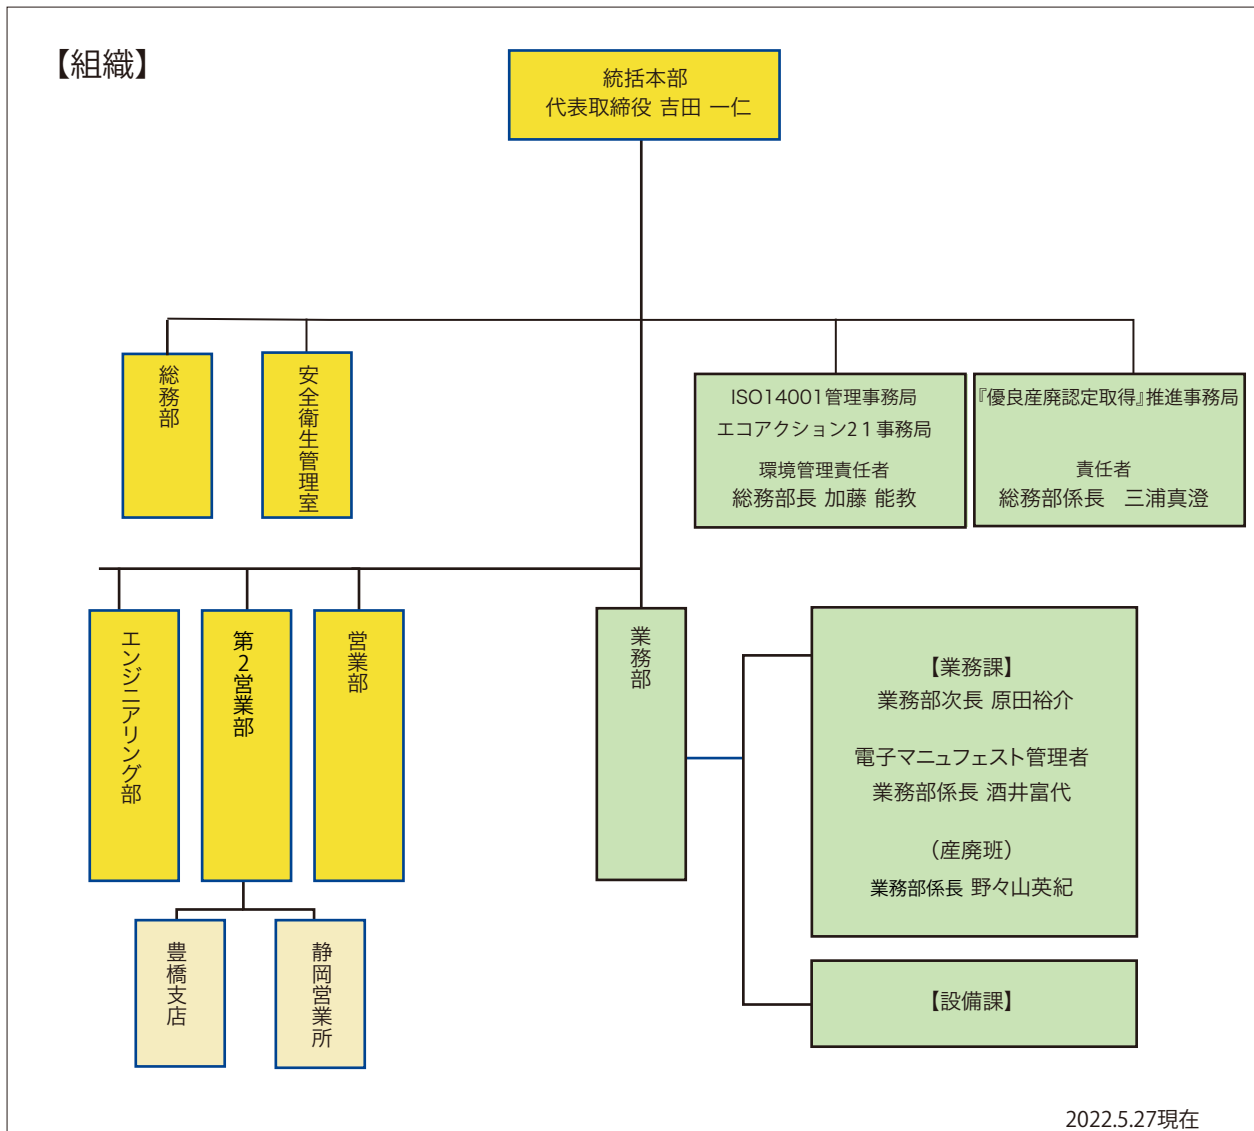 【組織】
統括本部
代表取締役 吉田 一仁
総務部
安全衛生管理室
ISO14001管理事務局
エコアクション21事務局
環境管理責任者
総務部長 加藤 能教
『優良産廃認定取得』推進事務局
責任者
総務部係長　三浦真澄
エンジニアリング部
第2営業部
営業部
業務部
【業務課】
業務部次長 原田裕介
電子マニュフェスト管理者
業務部係長 酒井富代
（産廃班）
業務部係長 野々山英紀
豊橋支店
静岡営業所
【設備課】
2022.5.27現在